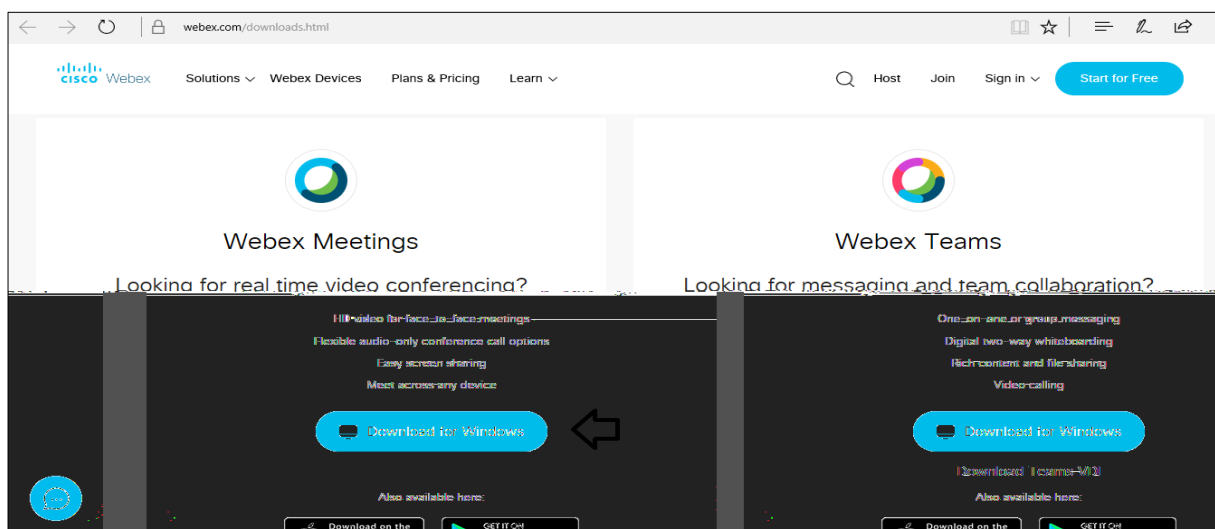 webex.com/downloads.html
CISCO Webex Solutions Webex Devices Plans & Pricing Learn Host Join Sign in Start for Free
Webex Meetings
Looking for real time video conferencing?
HD video for face-to-face meetings
Flexible audio-only conference call options
Easy screen sharing
Meet across any device
Download for Windows
Also available here:
Download on the
GET IT ON
Webex Teams
Looking for messaging and team collaboration?
One-on-one or group messaging
Digital two-way whiteboarding
Rich content and file sharing
Video calling
Download for Windows
Download Teams VDI
Also available here:
Download on the
GET IT ON